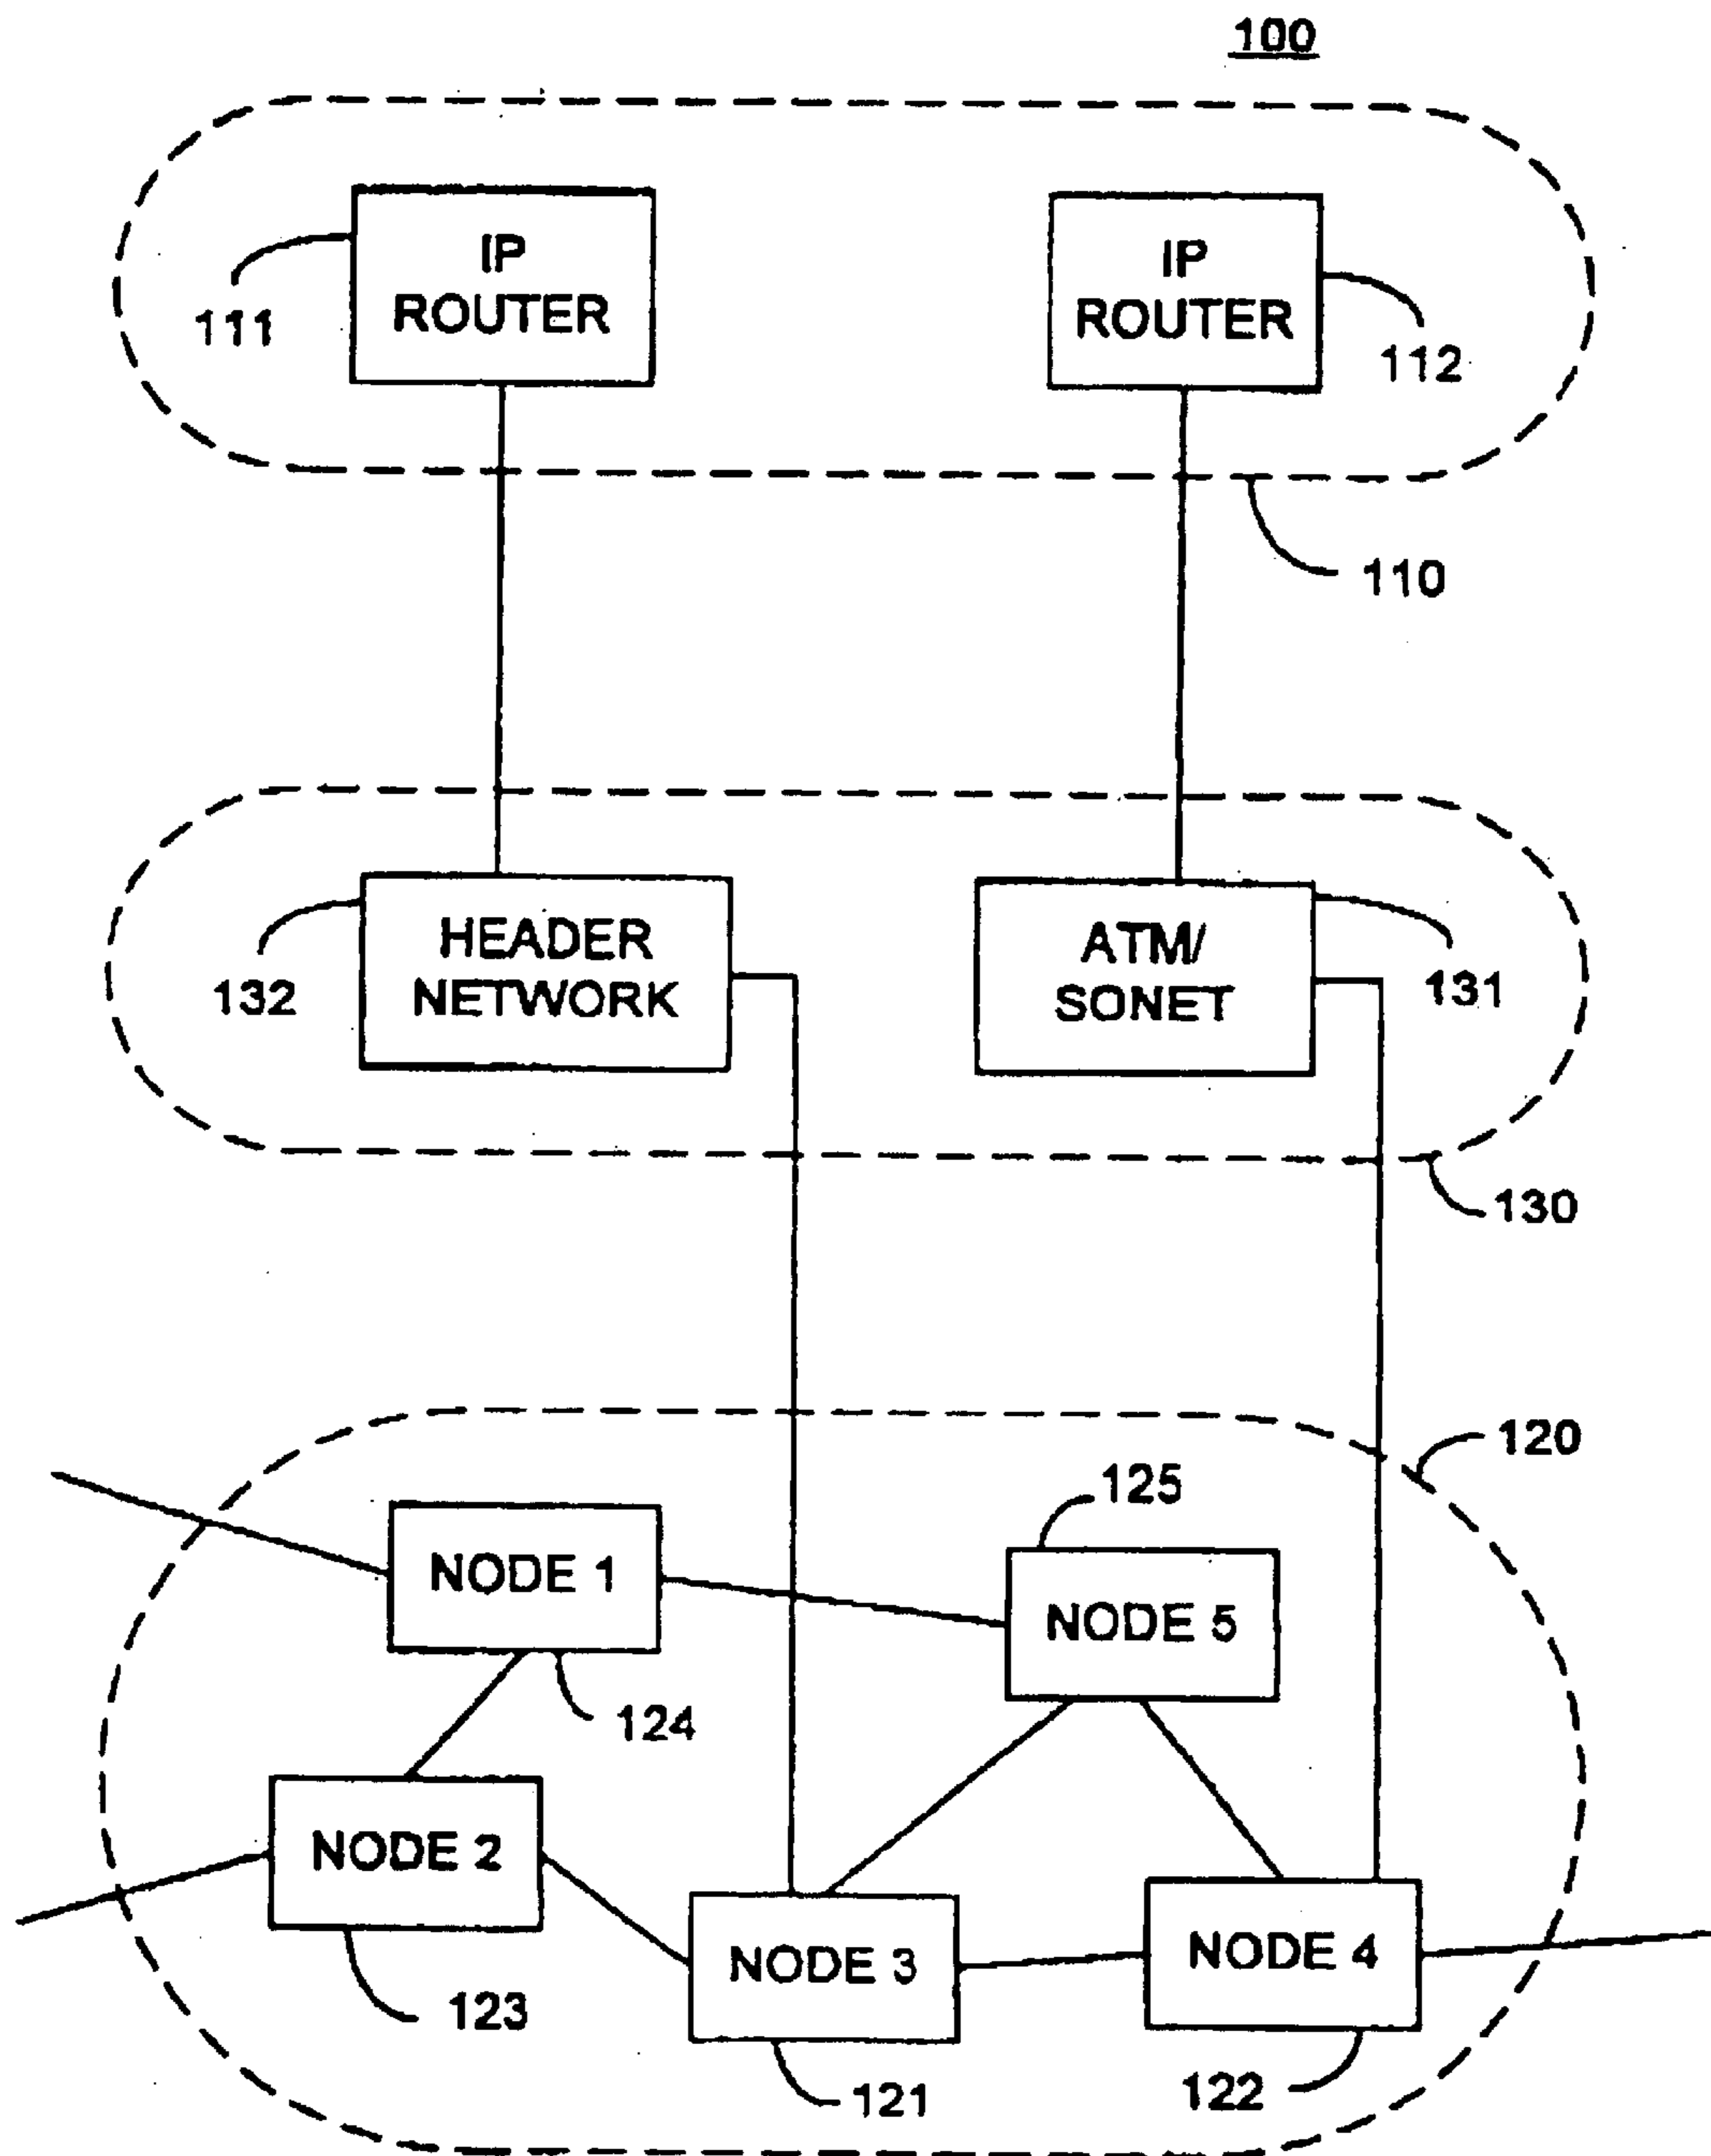 100
IP
ROUTER
111
IP
ROUTER
112
110
HEADER
NETWORK
132
ATM/
SONET
131
130
120
125
NODE 1
NODE 5
124
NODE 2
NODE 3
NODE 4
123
121
122